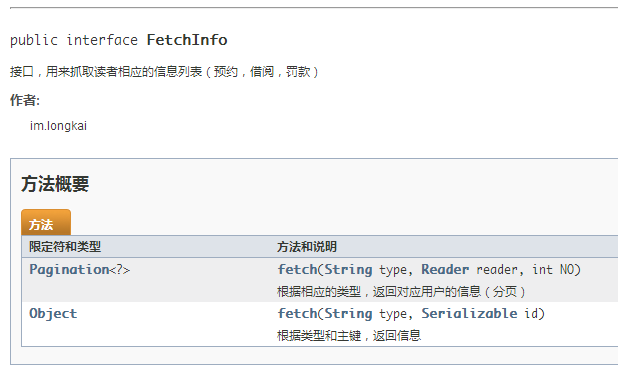 public interface FetchInfo
接口，用来抓取读者相应的信息列表（预约，借阅，罚款）
作者:
im.longkai
方法概要
方法
限定符和类型 方法和说明
Pagination<?> fetch(String type, Reader reader, int NO)
根据相应的类型，返回对应用户的信息（分页）
Object fetch(String type, Serializable id)
根据类型和主键，返回信息